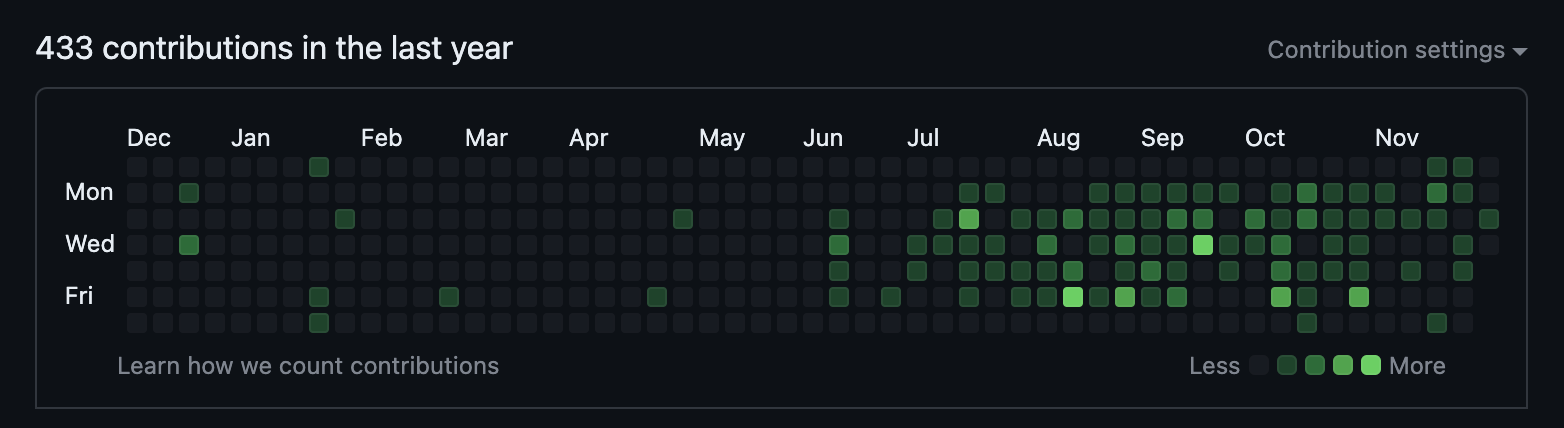 433 contributions in the last year
Contribution settings
Dec Jan Feb Mar Apr May Jun Jul Aug Sep Oct Nov
Mon
Wed
Fri
Learn how we count contributions
Less More